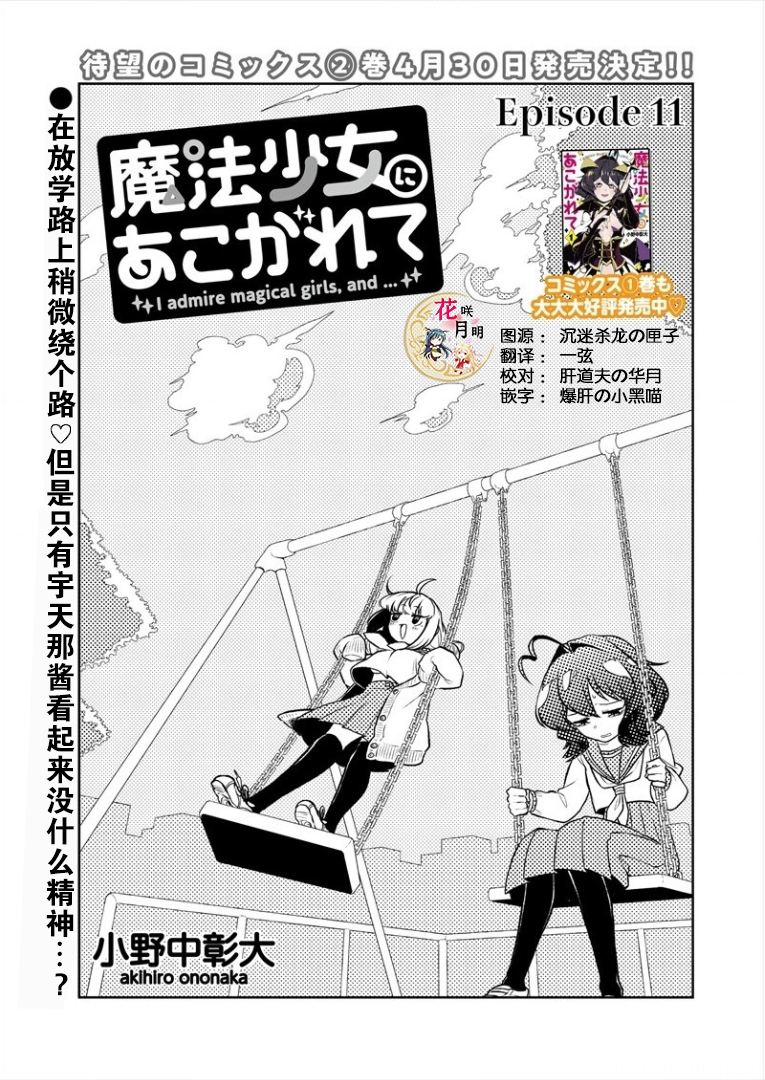 待望のコミックス②巻4月30日発売決定!!
Episode 11
魔法少女に
あこがれて
I admire magical girls, and ...
魔法少女に
あこがれて
1
小野中彰大
コミックス①巻も
大大大好評発売中♡
花咲
月明
图源： 沉迷杀龙の匣子
翻译： 一弦
校对： 肝道夫の华月
嵌字： 爆肝の小黑喵
●在放学路上稍微绕个路♡但是只有宇天那酱看起来没什么精神…?
小野中彰大
akihiro ononaka